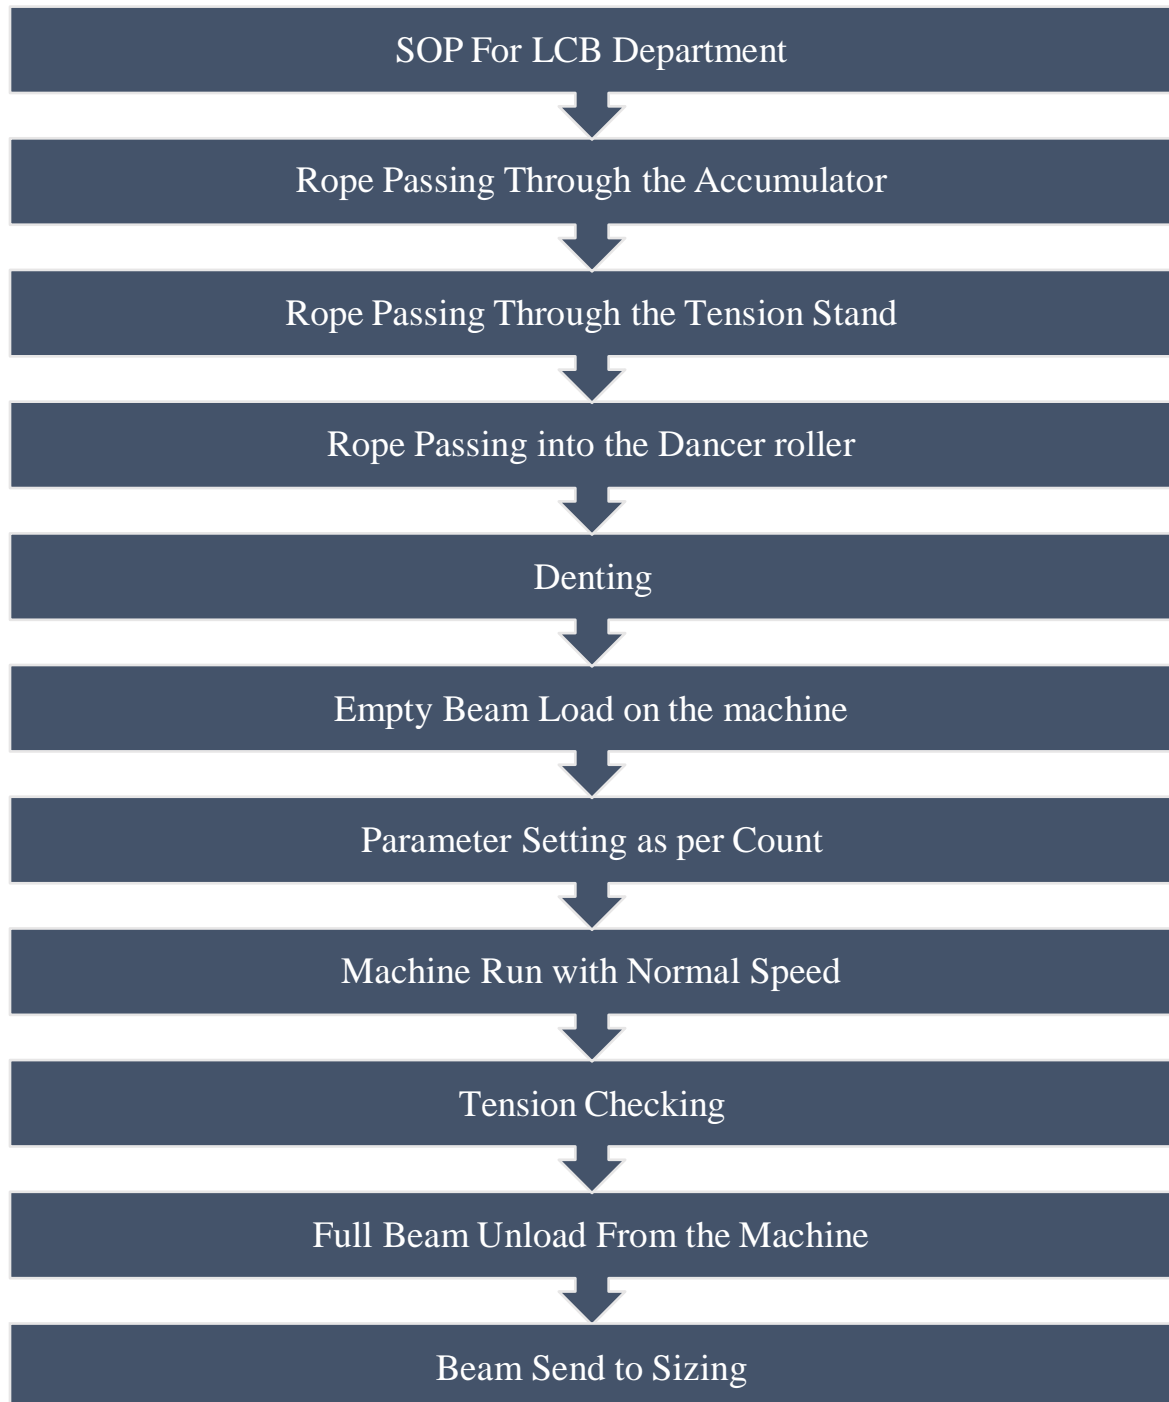 SOP For LCB Department
Rope Passing Through the Accumulator
Rope Passing Through the Tension Stand
Rope Passing into the Dancer roller
Denting
Empty Beam Load on the machine
Parameter Setting as per Count
Machine Run with Normal Speed
Tension Checking
Full Beam Unload From the Machine
Beam Send to Sizing